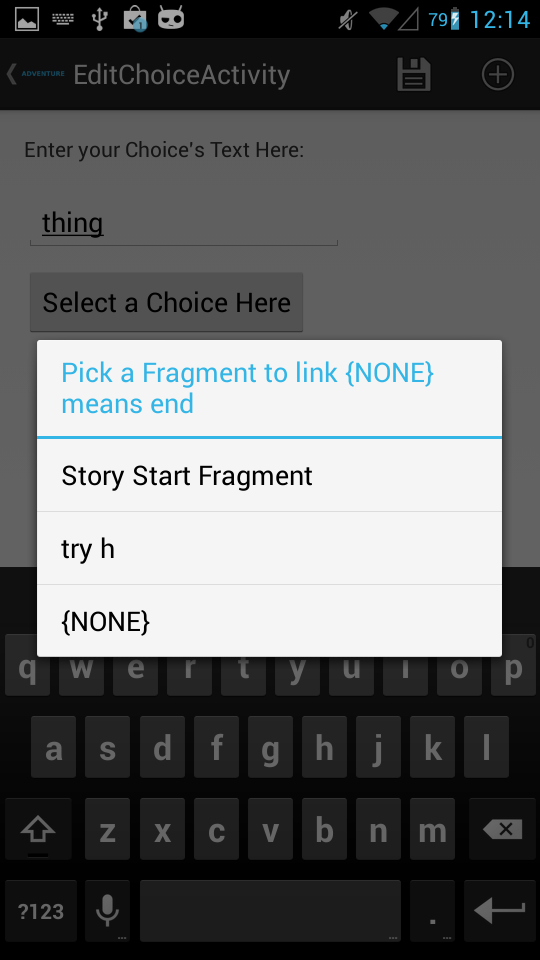 79 12:14
ADVENTURE EditChoiceActivity
Enter your Choice's Text Here:
thing
Select a Choice Here
Pick a Fragment to link {NONE}
means end
Story Start Fragment
try h
{NONE}
0
q w e r t y u i o p
a s d f g h j k l
z x c v b n m
?123 ... ... . ...